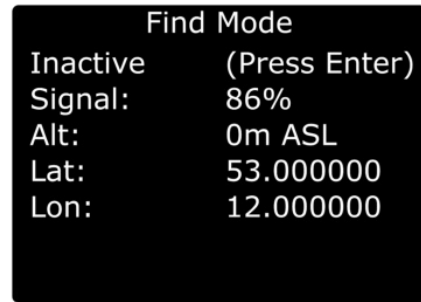 Find Mode
Inactive (Press Enter)
Signal: 86%
Alt: 0m ASL
Lat: 53.000000
Lon: 12.000000